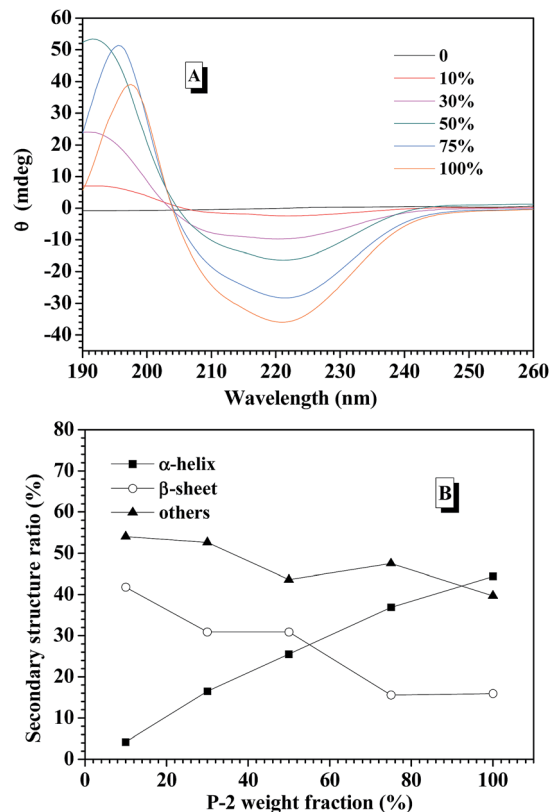 60
50
40
30
20
10
0
-10
-20
-30
-40
θ (mdeg)
A
0
10%
30%
50%
75%
100%
190 200 210 220 230 240 250 260
Wavelength (nm)
80
70
60
50
40
30
20
10
0
Secondary structure ratio (%)
α-helix
β-sheet
others
B
0 20 40 60 80 100
P-2 weight fraction (%)